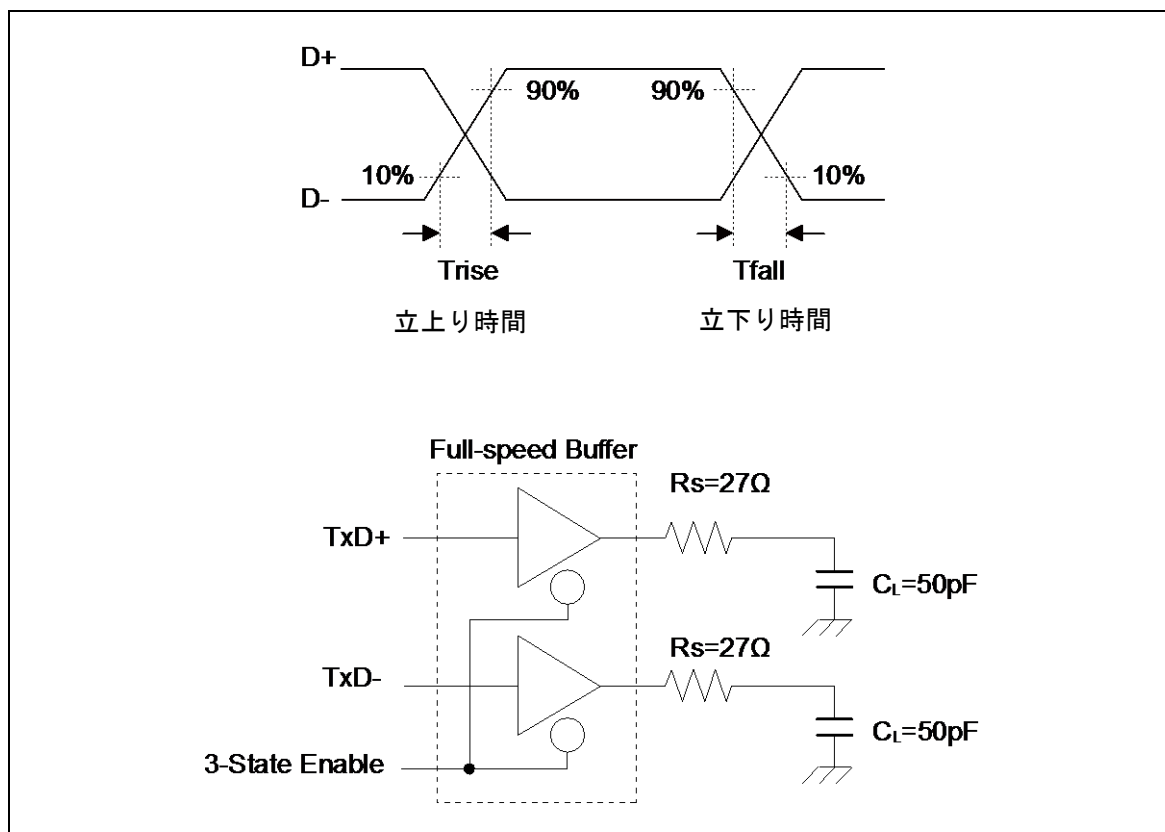 D+
90%
90%
10%
10%
D-
Trise
Tfall
立上り時間
立下り時間
Full-speed Buffer
Rs=27Ω
TxD+
CL=50pF
Rs=27Ω
TxD-
CL=50pF
3-State Enable